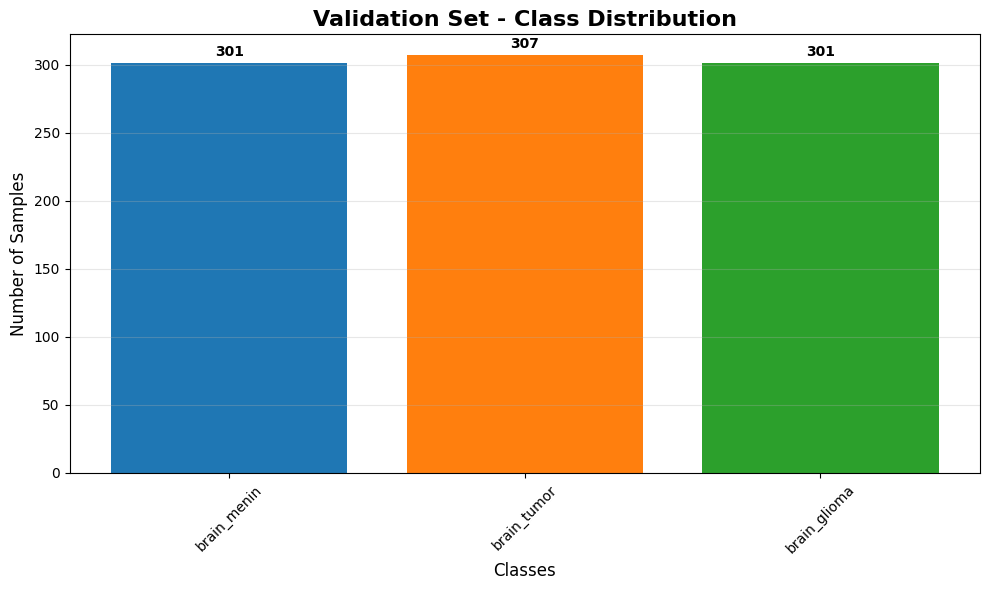 Validation Set - Class Distribution
301
307
301
300
250
200
150
100
50
0
Number of Samples
brain_menin
brain_tumor
brain_glioma
Classes